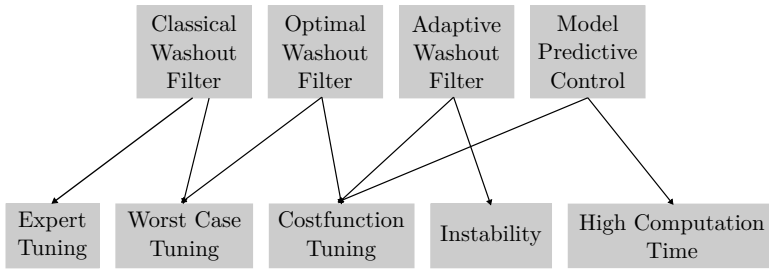 Classical
Washout
Filter
Optimal
Washout
Filter
Adaptive
Washout
Filter
Model
Predictive
Control
Expert
Tuning
Worst Case
Tuning
Costfunction
Tuning
Instability
High Computation
Time